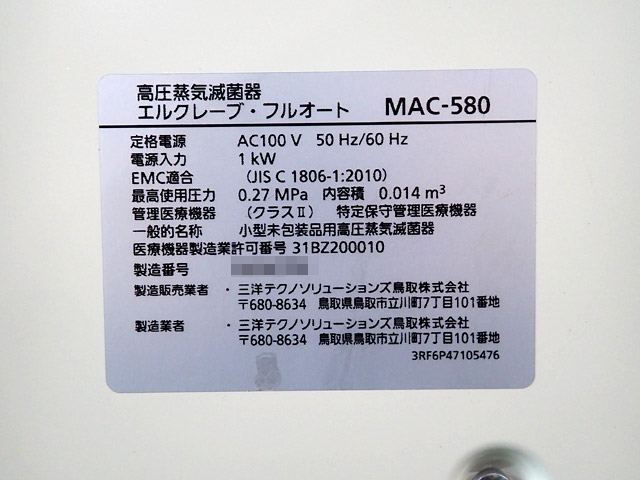 高圧蒸気滅菌器
エルクレーブ・フルオート MAC-580
定格電源 AC100 V 50 Hz/60 Hz
電源入力 1 kW
EMC適合 (JIS C 1806-1:2010)
最高使用圧力 0.27 MPa 内容積 0.014 m³
管理医療機器 (クラスⅡ) 特定保守管理医療機器
一般的名称 小型未包装品用高圧蒸気滅菌器
医療機器製造業許可番号 31BZ200010
製造番号
製造販売業者 ・三洋テクノソリューションズ鳥取株式会社
〒680-8634 鳥取県鳥取市立川町7丁目101番地
製造業者 ・三洋テクノソリューションズ鳥取株式会社
〒680-8634 鳥取県鳥取市立川町7丁目101番地
3RF6P47105476